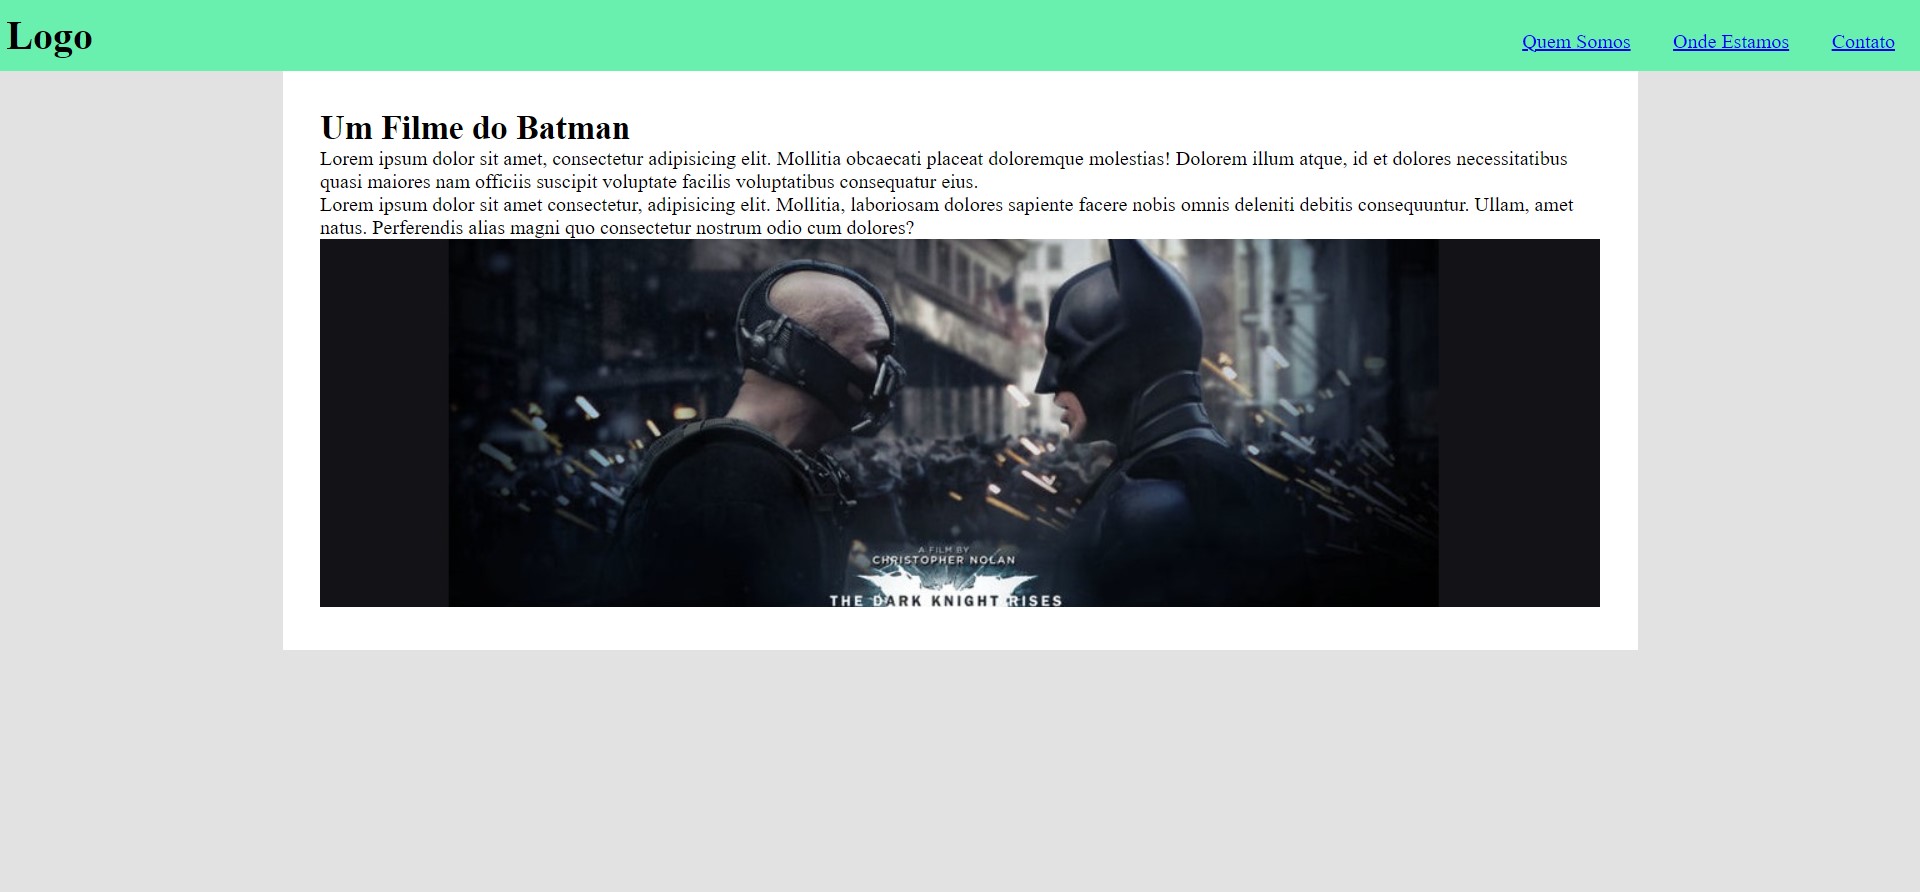 Logo
Quem Somos Onde Estamos Contato
Um Filme do Batman
Lorem ipsum dolor sit amet, consectetur adipisicing elit. Mollitia obcaecati placeat doloremque molestias! Dolorem illum atque, id et dolores necessitatibus
quasi maiores nam officiis suscipit voluptate facilis voluptatibus consequatur eius.
Lorem ipsum dolor sit amet consectetur, adipisicing elit. Mollitia, laboriosam dolores sapiente facere nobis omnis deleniti debitis consequuntur. Ullam, amet
natus. Perferendis alias magni quo consectetur nostrum odio cum dolores?
A FILM BY
CHRISTOPHER NOLAN
THE DARK KNIGHT RISES